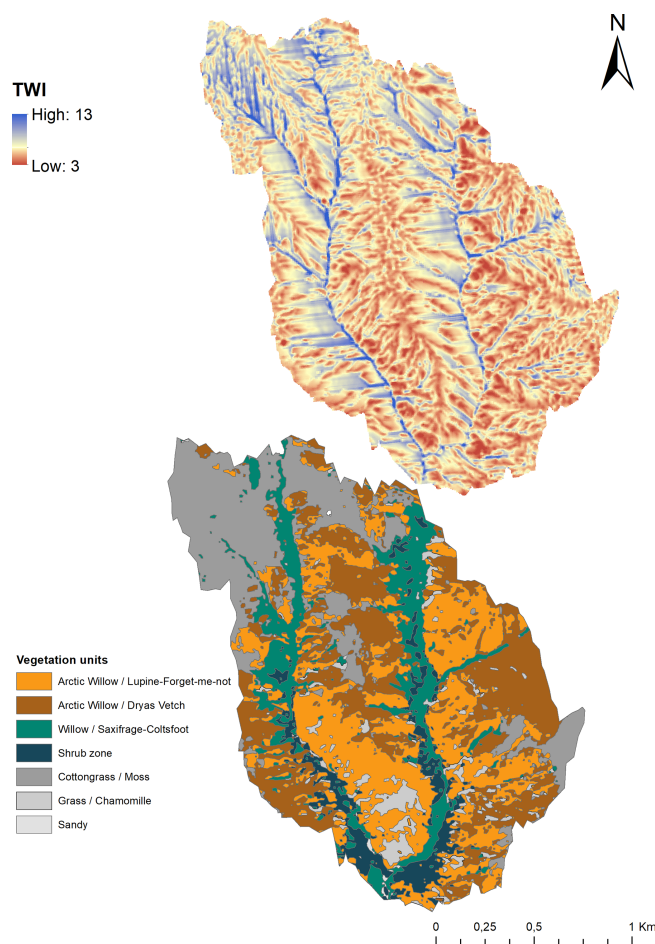 N
TWI
High: 13
Low: 3
Vegetation units
Arctic Willow / Lupine-Forget-me-not
Arctic Willow / Dryas Vetch
Willow / Saxifrage-Coltsfoot
Shrub zone
Cottongrass / Moss
Grass / Chamomille
Sandy
0 0,25 0,5 1 Km